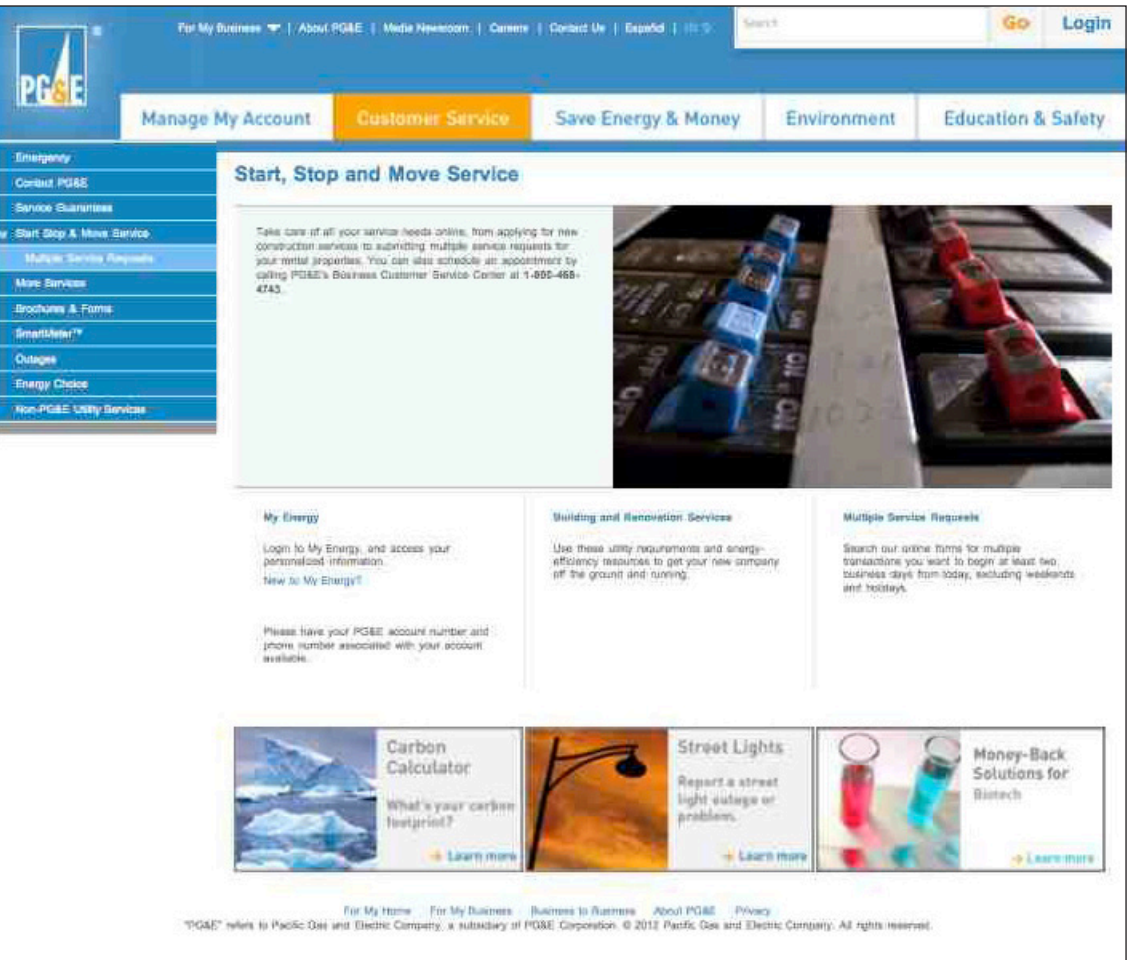 For My Business | About PG&E | Media Newsroom | Careers | Contact Us | Español |
Search
Go
Login
PG&E
Manage My Account
Customer Service
Save Energy & Money
Environment
Education & Safety
Emergency
Contact PG&E
Service Guarantees
Start Stop & Move Service
Multiple Service Requests
More Services
Brochures & Forms
SmartMeter™
Outages
Energy Choice
Non-PG&E Utility Services
Start, Stop and Move Service
Take care of all your service needs online, from applying for new
construction services to submitting multiple service requests for
your rental properties. You can also schedule an appointment by
calling PG&E's Business Customer Service Center at 1-800-468-
4743.
My Energy
Login to My Energy, and access your
personalized information.
New to My Energy?
Please have your PG&E account number and
phone number associated with your account
available.
Building and Renovation Services
Use these utility requirements and energy-
efficiency resources to get your new company
off the ground and running.
Multiple Service Requests
Search our online forms for multiple
transactions you want to begin at least two
business days from today, excluding weekends
and holidays.
Carbon
Calculator
What's your carbon
footprint?
Learn more
Street Lights
Report a street
light outage or
problem.
Learn more
Money-Back
Solutions for
Biotech
Learn more
For My Home For My Business Business to Business About PG&E Privacy
"PG&E" refers to Pacific Gas and Electric Company, a subsidiary of PG&E Corporation. © 2012 Pacific Gas and Electric Company. All rights reserved.